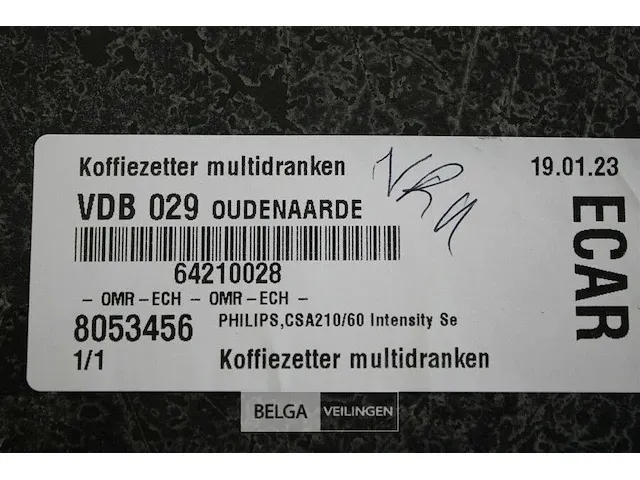 Koffiezetter multidranken 19.01.23
VDB 029 OUDENAARDE
64210028
- OMR-ECH - OMR-ECH -
8053456 PHILIPS,CSA210/60 Intensity Se
1/1 Koffiezetter multidranken
ECAR
BELGA VEILINGEN